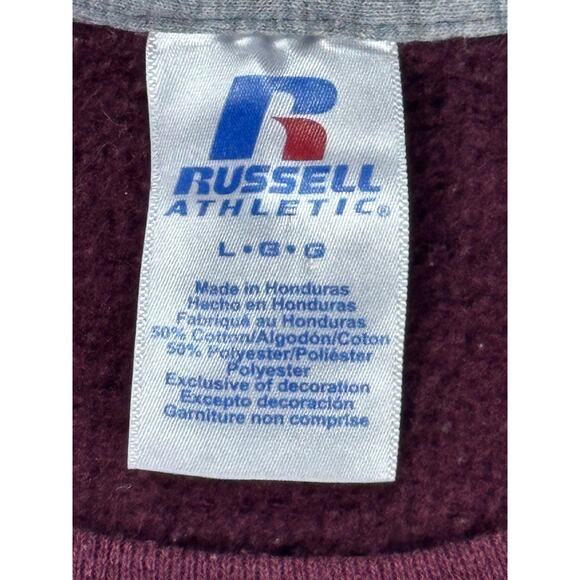 RUSSELL
ATHLETIC®
L•G•G
Made in Honduras
Hecho en Honduras
Fabriqué au Honduras
50% Cotton/Algodon/Coton
50% Polyester/Poliéster
Polyester
Exclusive of decoration
Excepto decoración
Garniture non comprise